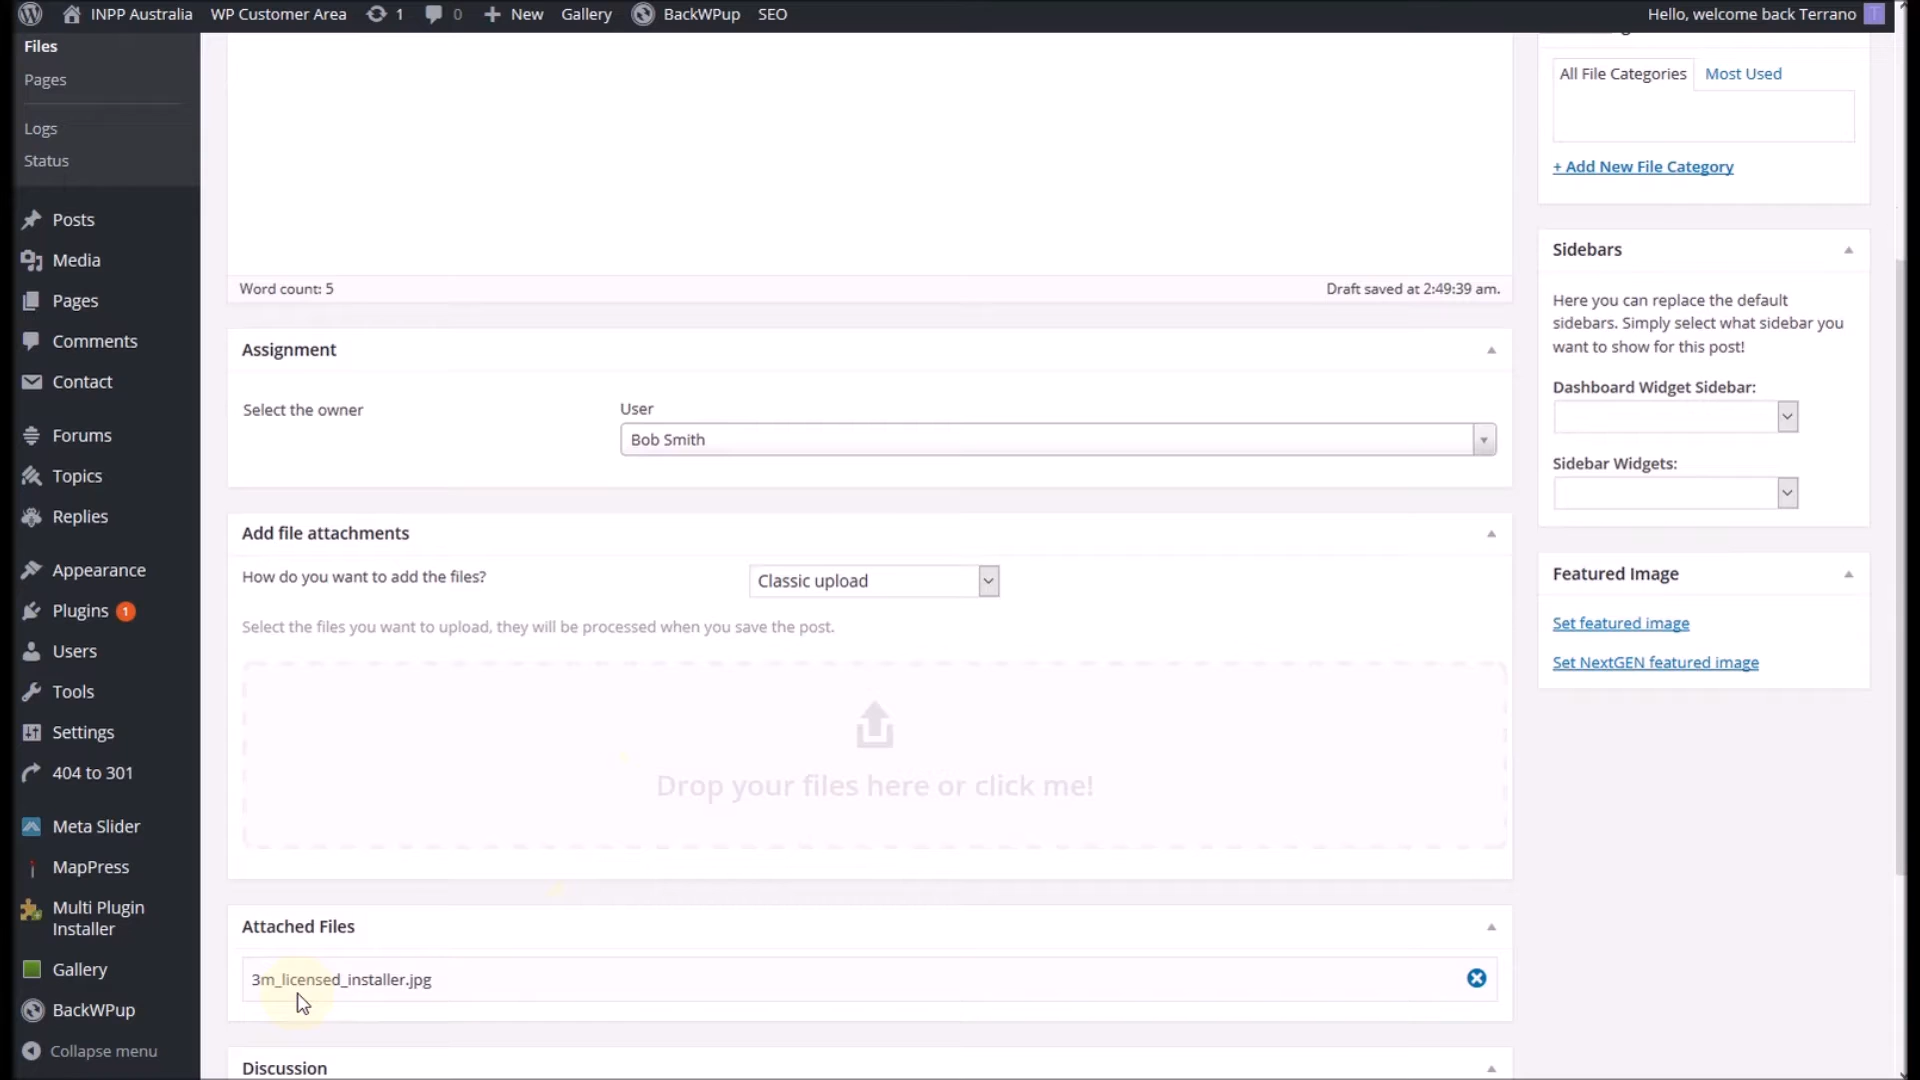 INPP Australia WP Customer Area 1 0 New Gallery BackWPup SEO Hello, welcome back Terrano
Files
Pages
Logs
Status
Posts
Media
Pages
Comments
Contact
Forums
Topics
Replies
Appearance
Plugins 1
Users
Tools
Settings
404 to 301
Meta Slider
MapPress
Multi Plugin
Installer
Gallery
BackWPup
Collapse menu
Word count: 5 Draft saved at 2:49:39 am.
Assignment
Select the owner
User
Bob Smith
Add file attachments
How do you want to add the files? Classic upload
Select the files you want to upload, they will be processed when you save the post.
Drop your files here or click me!
Attached Files
3m_licensed_installer.jpg
Discussion
All File Categories Most Used
+ Add New File Category
Sidebars
Here you can replace the default
sidebars. Simply select what sidebar you
want to show for this post!
Dashboard Widget Sidebar:
Sidebar Widgets:
Featured Image
Set featured image
Set NextGEN featured image